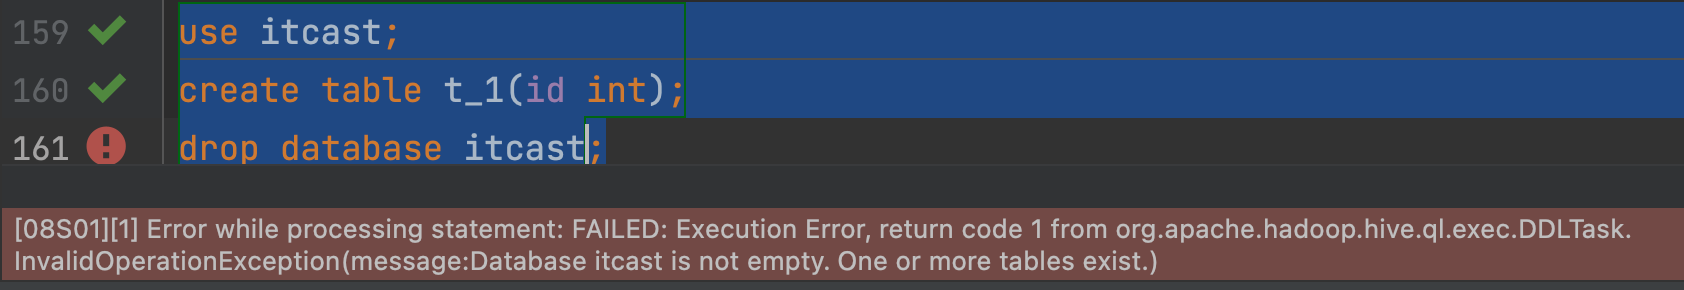 159 use itcast;
160 create table t_1(id int);
161 drop database itcast;
[08S01][1] Error while processing statement: FAILED: Execution Error, return code 1 from org.apache.hadoop.hive.ql.exec.DDLTask.
InvalidOperationException(message:Database itcast is not empty. One or more tables exist.)